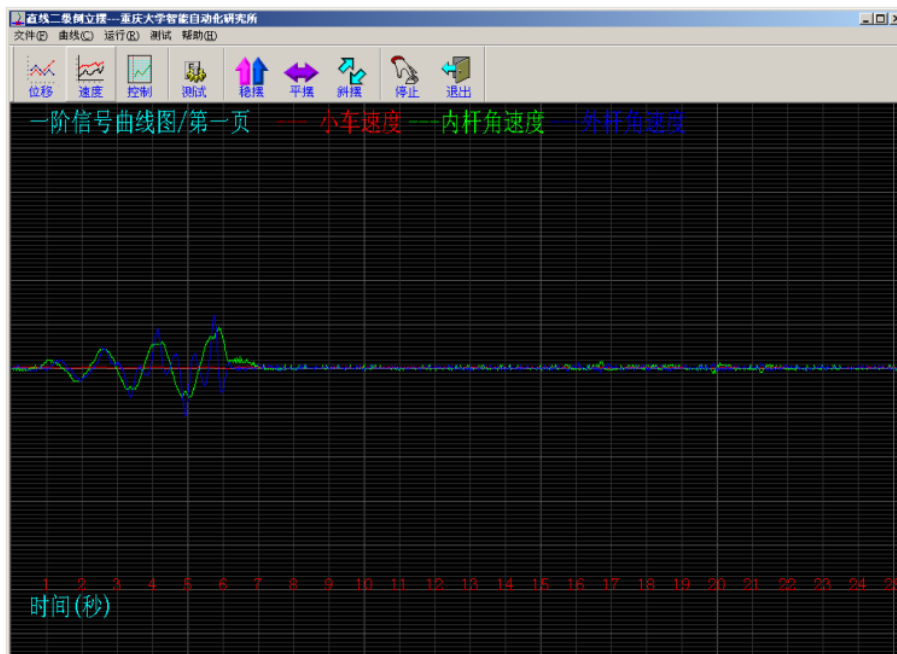 直线二级倒立摆---重庆大学智能自动化研究所
文件(F) 曲线(C) 运行(R) 测试 帮助(H)
位移 速度 控制 测试 稳摆 平摆 斜摆 停止 退出
一阶信号曲线图/第一页 --- 小车速度 ---内杆角速度 ---外杆角速度
1 2 3 4 5 6 7 8 9 10 11 12 13 14 15 16 17 18 19 20 21 22 23 24
时间(秒)